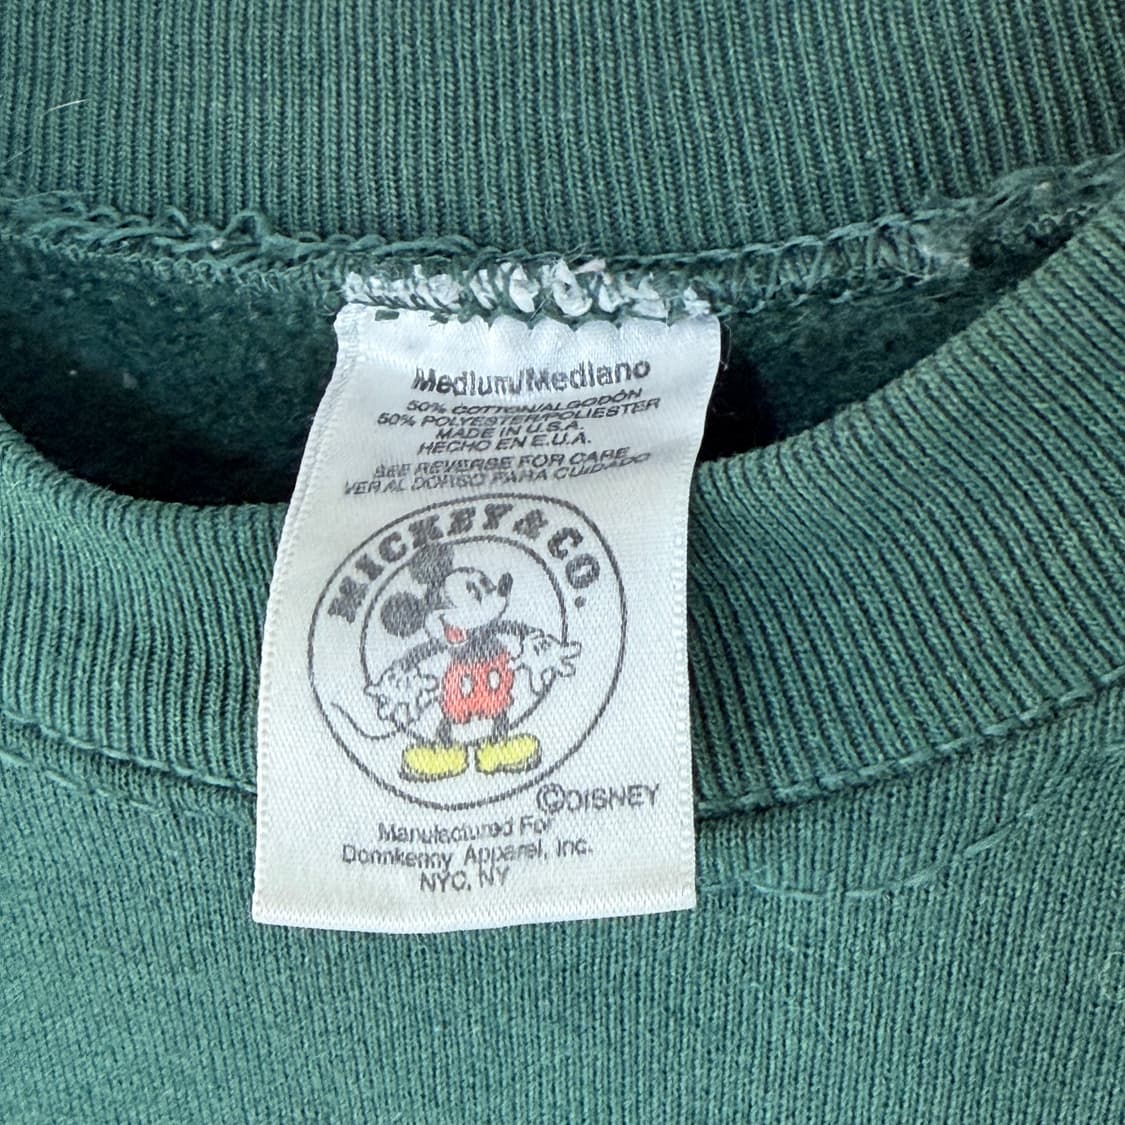 Medium/Mediano
50% COTTON/ALGODÓN
50% POLYESTER/POLIESTER
MADE IN U.S.A.
HECHO EN E.U.A.
SEE REVERSE FOR CARE
VER AL DORSO PARA CUIDADO
MICKEY & CO.
©DISNEY
Manufactured For
Donnkenny Apparel, Inc.
NYC, NY